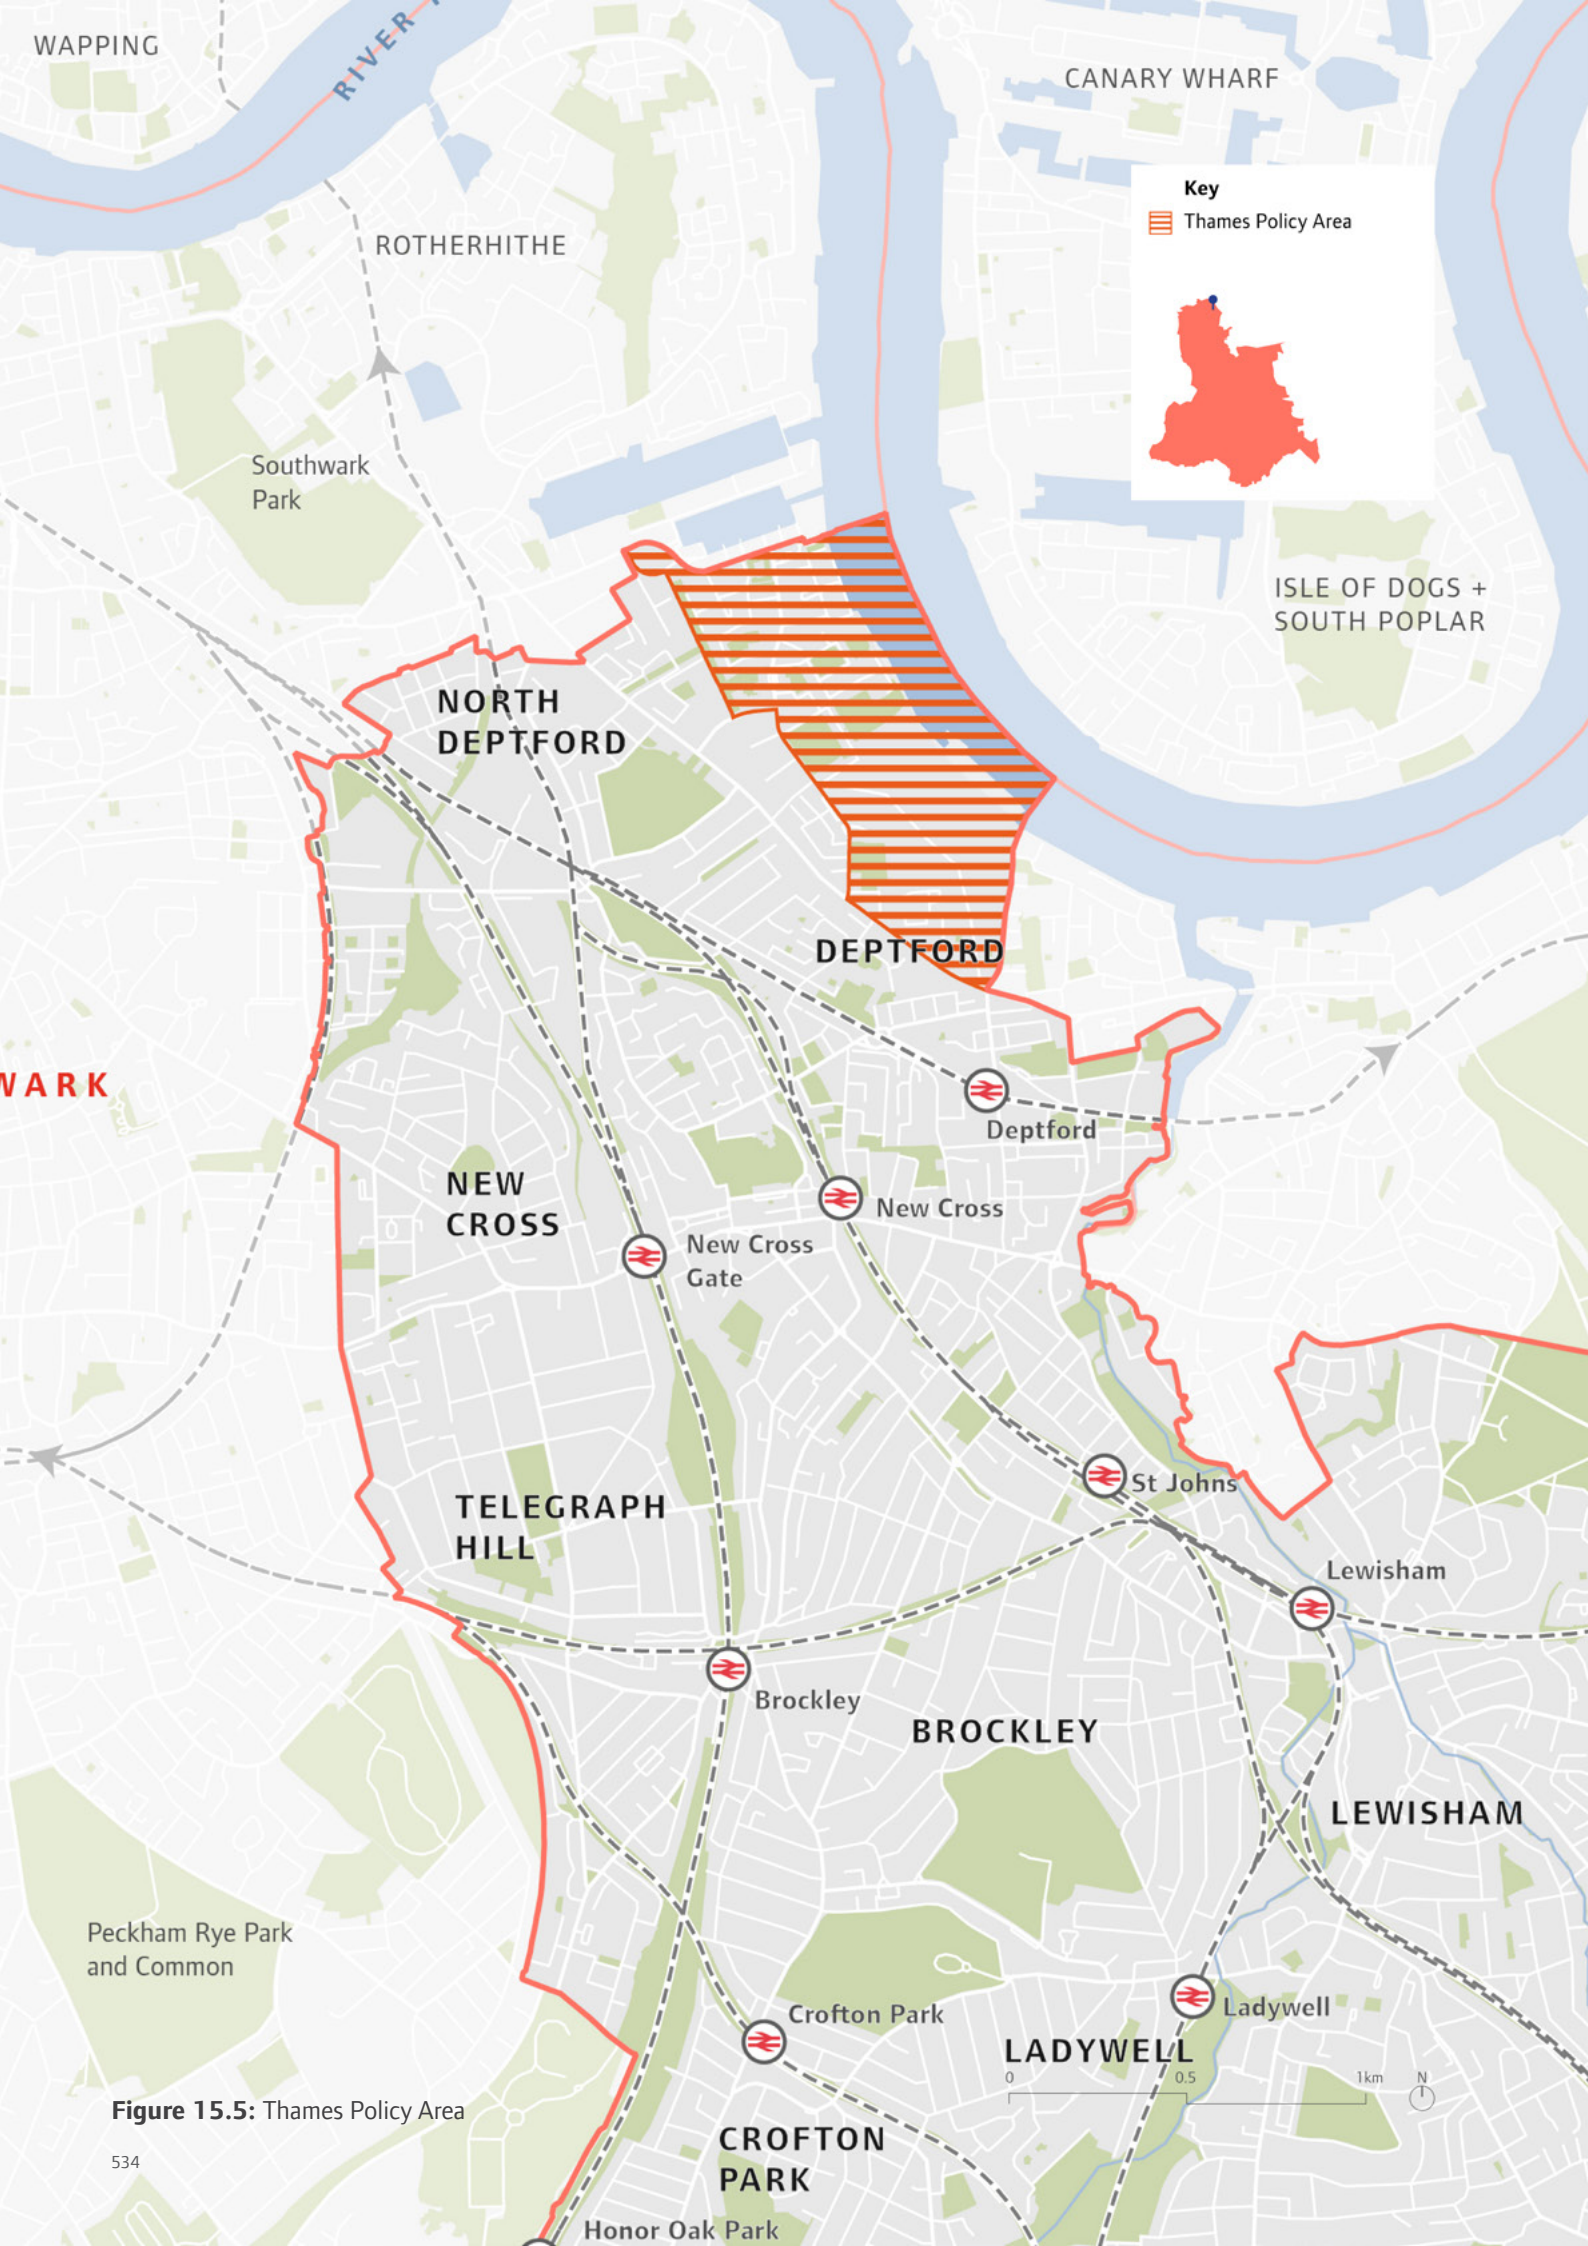 WAPPING
RIVER
CANARY WHARF
Key
Thames Policy Area
ROTHERHITHE
Southwark
Park
ISLE OF DOGS +
SOUTH POPLAR
NORTH
DEPTFORD
DEPTFORD
WARK
Deptford
NEW
CROSS
New Cross
New Cross
Gate
St Johns
TELEGRAPH
HILL
Lewisham
Brockley
BROCKLEY
LEWISHAM
Peckham Rye Park
and Common
Crofton Park
Ladywell
LADYWELL
0 0.5 1km N
Figure 15.5: Thames Policy Area
CROFTON
PARK
534
Honor Oak Park